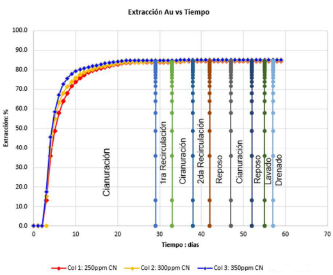 Extracción Au vs Tiempo
Extracción: %
100.0
90.0
80.0
70.0
60.0
50.0
40.0
30.0
20.0
10.0
0.0
Cianuración
1ra Recirculación
Cianuración
2da Recirculación
Reposo
Cianuración
Reposo
Lavado
Drenado
0 10 20 30 40 50 60 70
Tiempo : días
Col 1: 250ppm CN Col 2: 300ppm CN Col 3: 350ppm CN